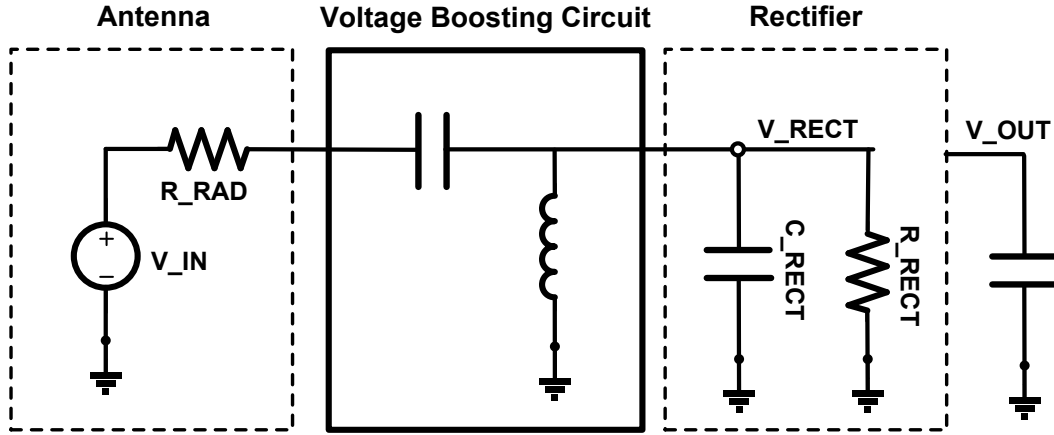 Antenna
Voltage Boosting Circuit
Rectifier
V_RECT
V_OUT
R_RAD
+
−
V_IN
C_RECT
R_RECT